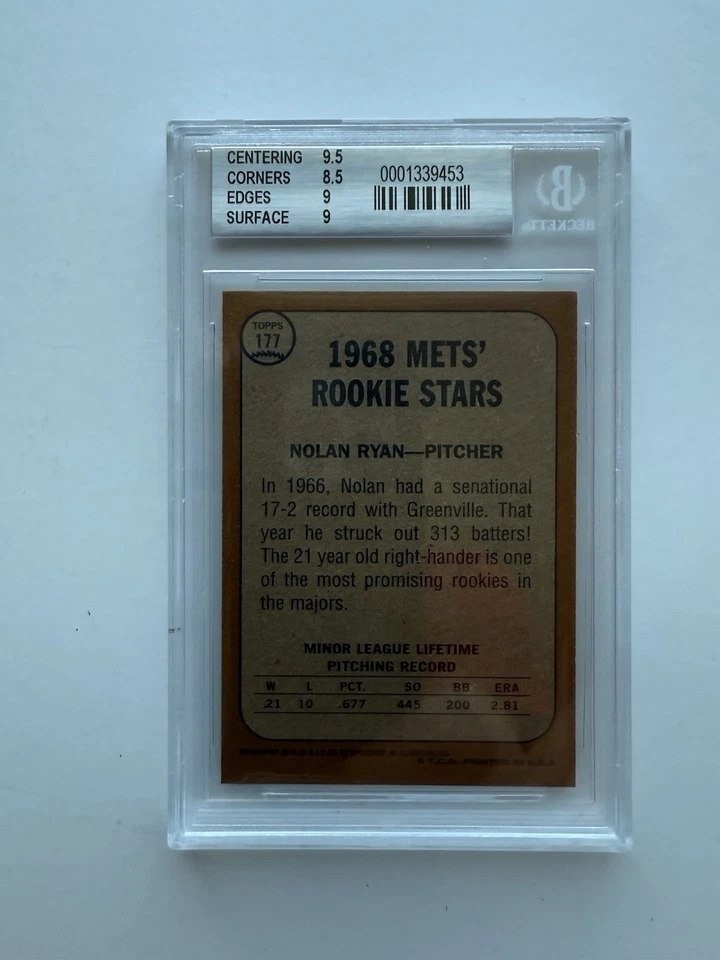 CENTERING 9.5
CORNERS 8.5
EDGES 9
SURFACE 9
0001339453
BECKETT
TOPPS
177
1968 METS'
ROOKIE STARS
NOLAN RYAN—PITCHER
In 1966, Nolan had a senational
17-2 record with Greenville. That
year he struck out 313 batters!
The 21 year old right-hander is one
of the most promising rookies in
the majors.
MINOR LEAGUE LIFETIME
PITCHING RECORD
W L PCT. SO BB ERA
21 10 .677 445 200 2.81
© T.C.G. PRINTED IN U.S.A.